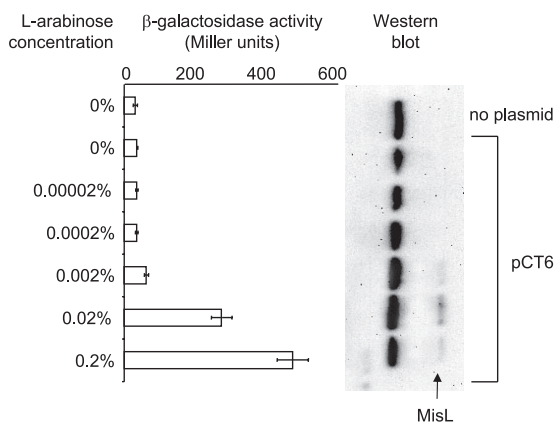 L-arabinose
concentration
β-galactosidase activity
(Miller units)
Western
blot
0 200 400 600
0%
no plasmid
0%
0.00002%
0.0002%
0.002%
pCT6
0.02%
0.2%
MisL